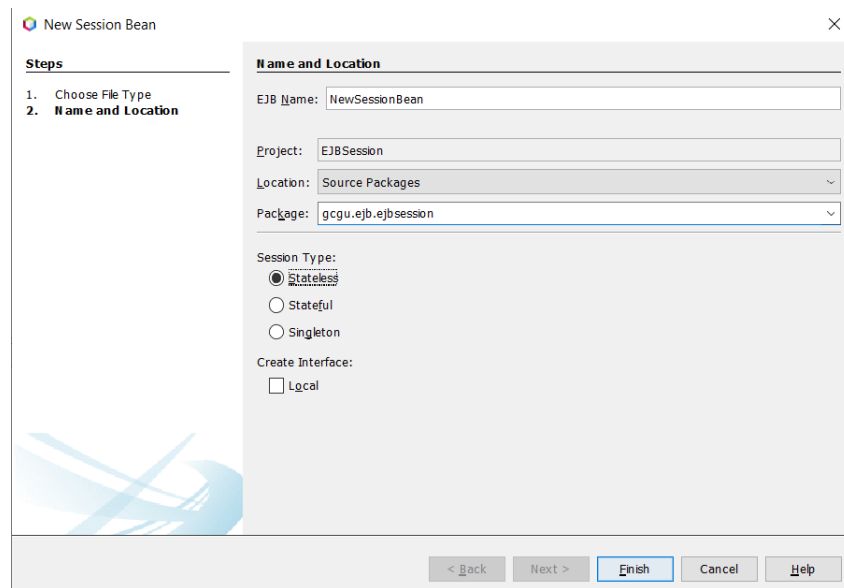 New Session Bean
Steps
1. Choose File Type
2. Name and Location
Name and Location
EJB Name: NewSessionBean
Project: EJBSession
Location: Source Packages
Package: gcgu.ejb.ejbsession
Session Type:
Stateless
Stateful
Singleton
Create Interface:
Local
< Back Next > Finish Cancel Help